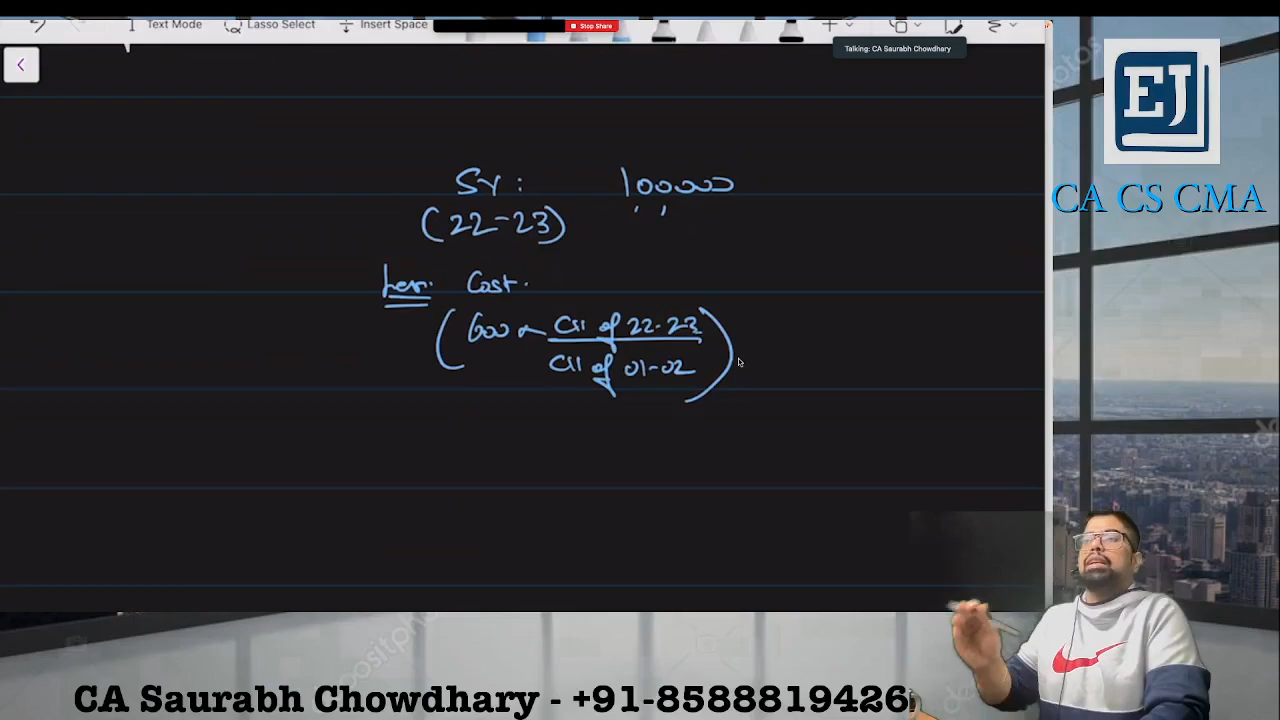 Text Mode Lasso Select Insert Space
Stop Share
Talking: CA Saurabh Chowdhary
EJ
CA CS CMA
SV : 100000
(22-23)
Less: Cost.
( 600 × CII of 22-23
CII of 01-02 )
CA Saurabh Chowdhary - +91-8588819426